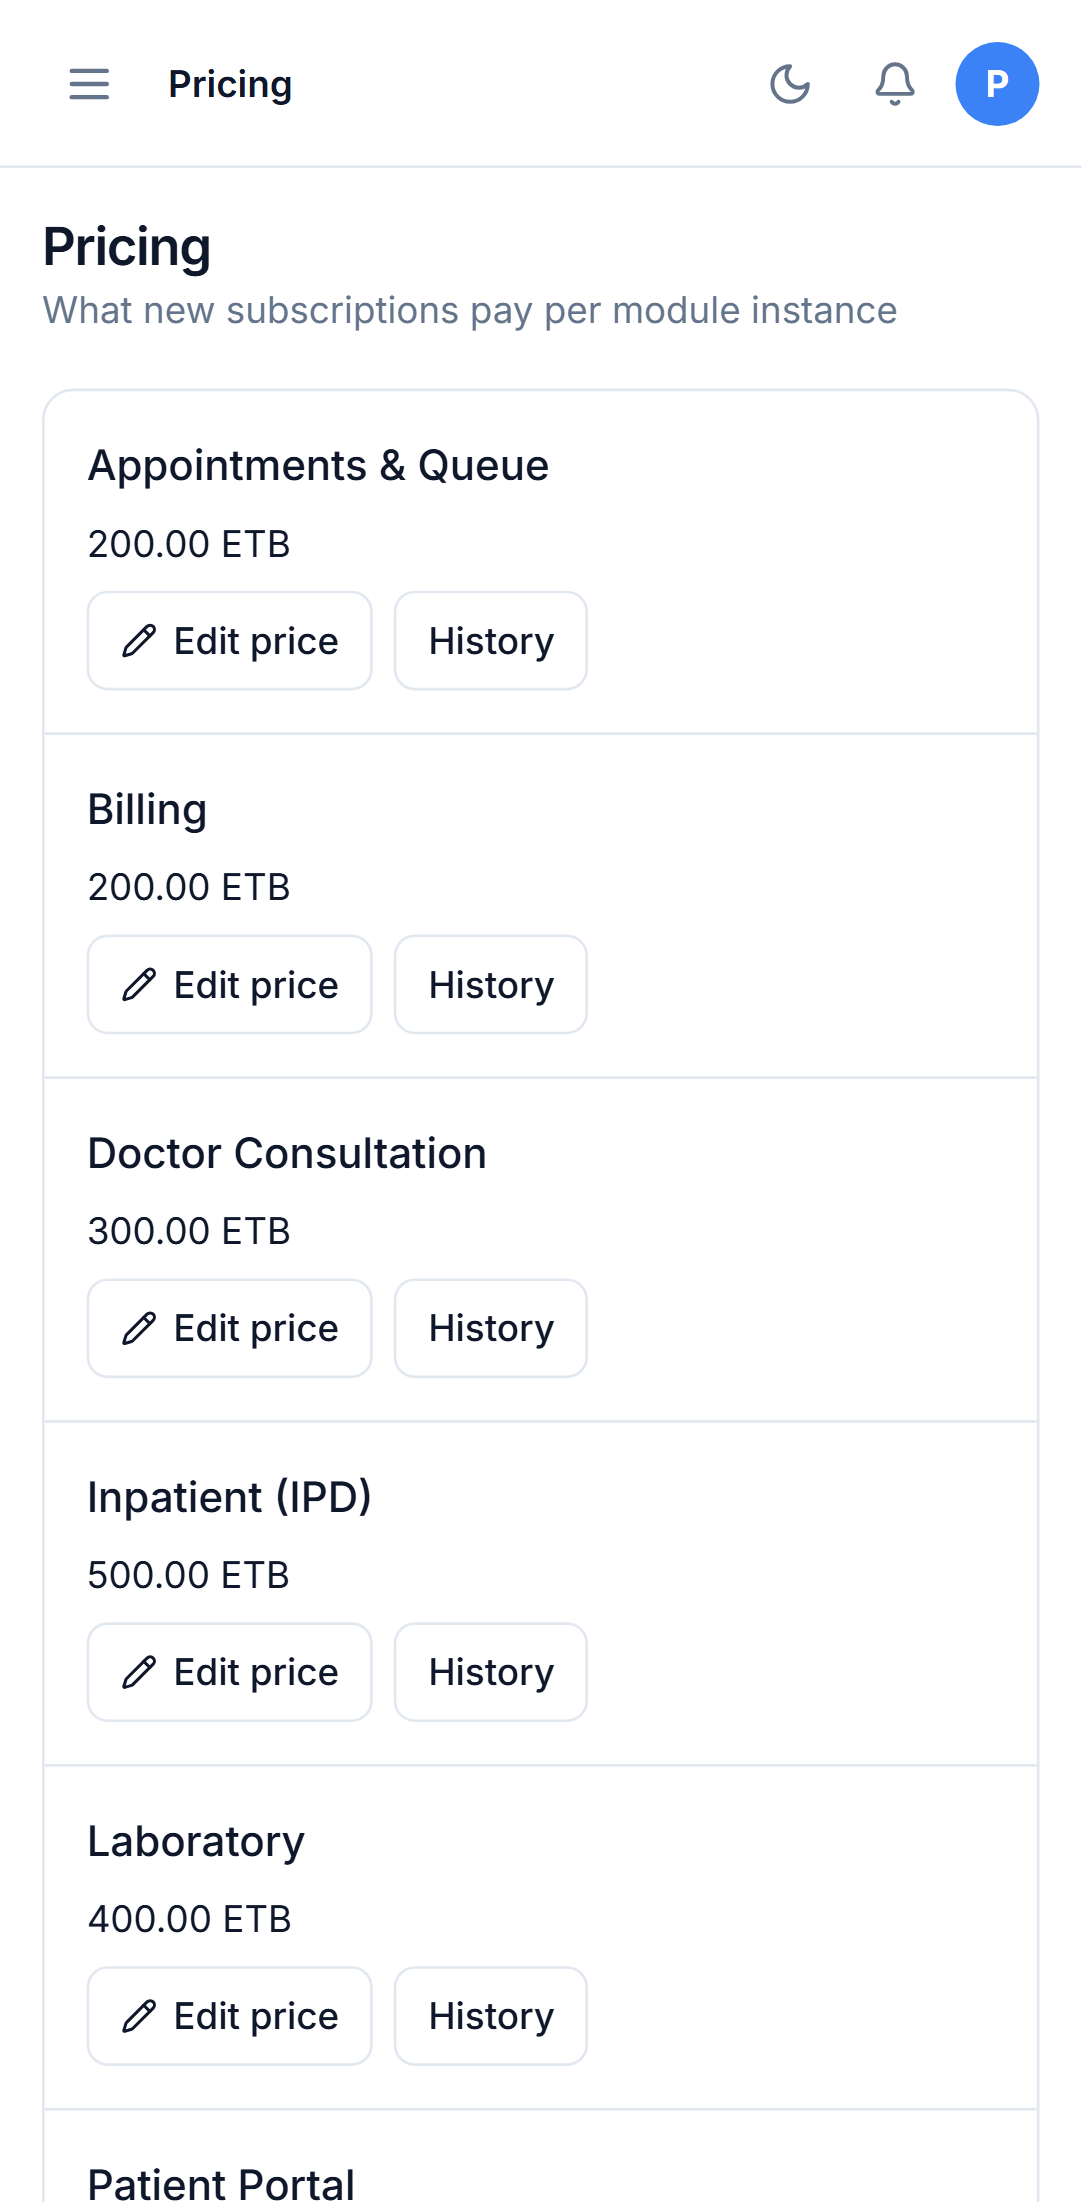 Pricing
P
Pricing
What new subscriptions pay per module instance
Appointments & Queue
200.00 ETB
Edit price
History
Billing
200.00 ETB
Edit price
History
Doctor Consultation
300.00 ETB
Edit price
History
Inpatient (IPD)
500.00 ETB
Edit price
History
Laboratory
400.00 ETB
Edit price
History
Patient Portal